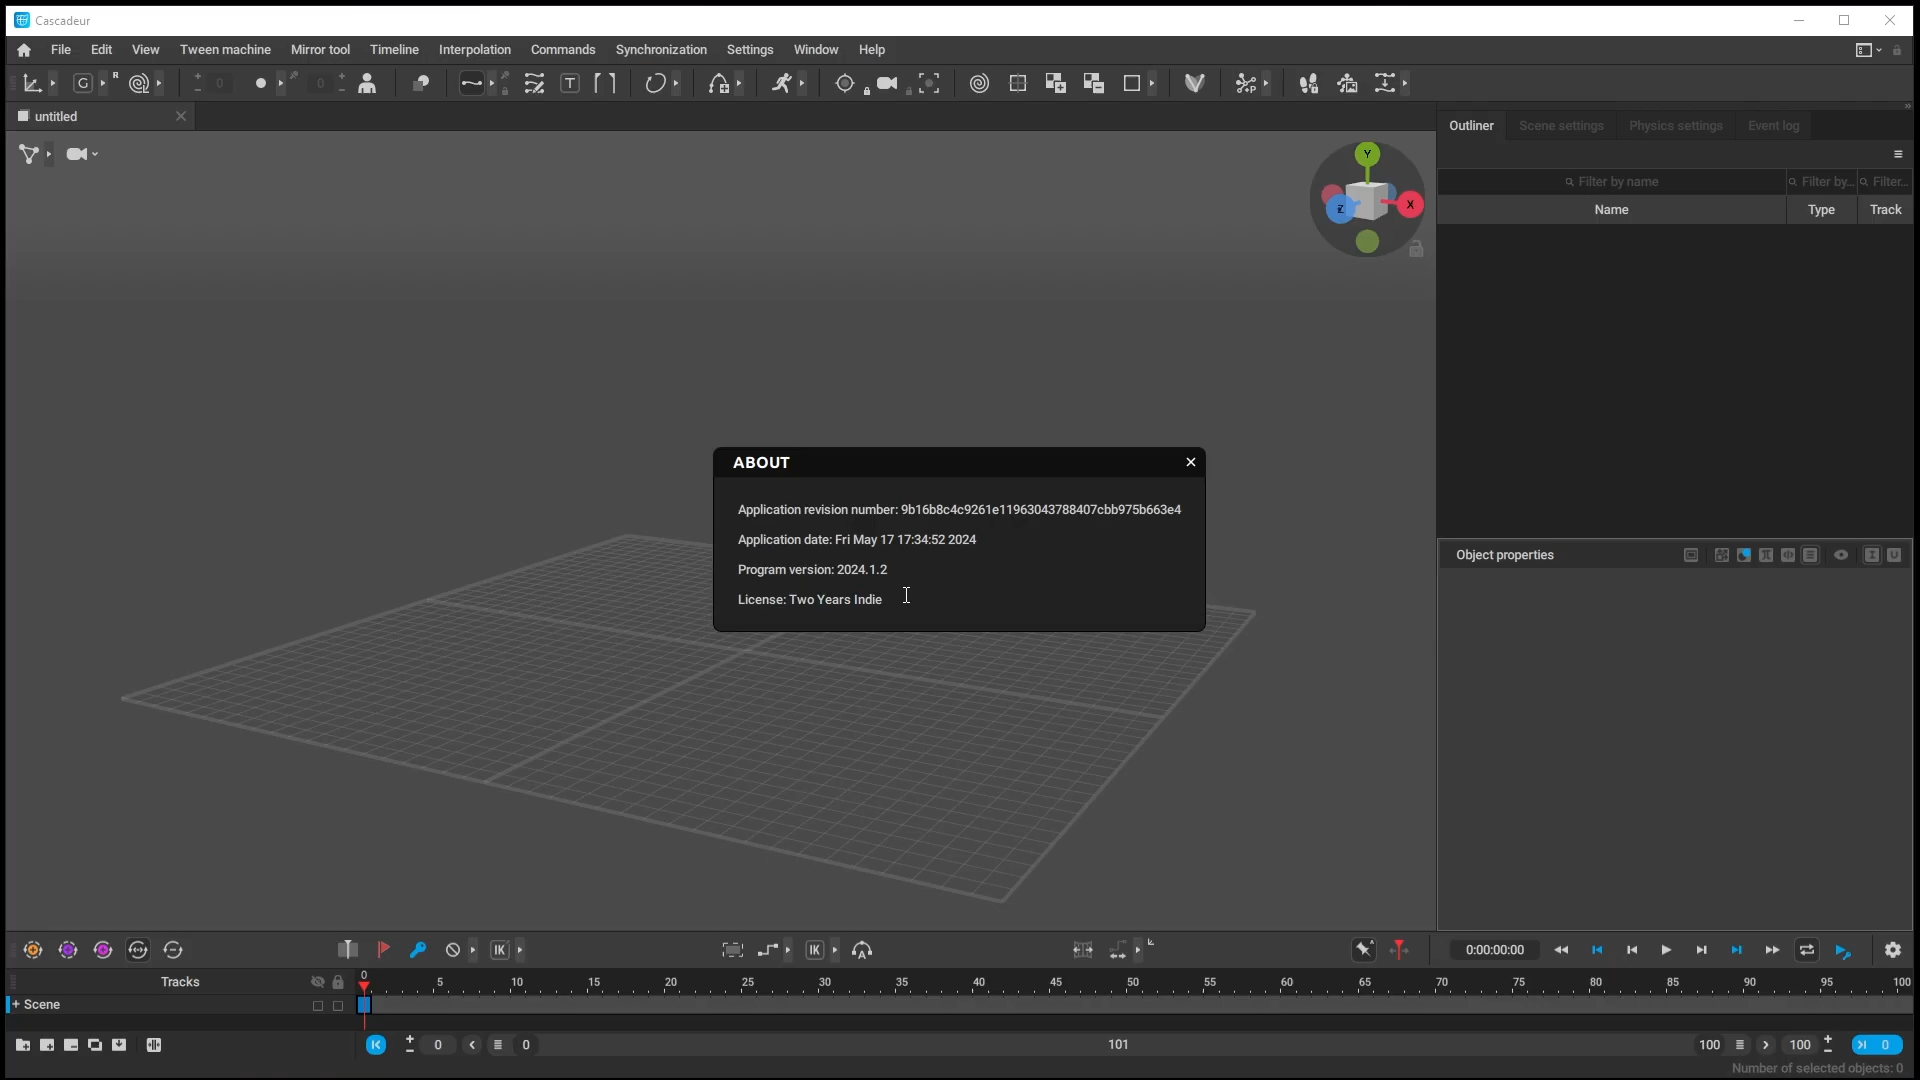 Cascadeur
File Edit View Tween machine Mirror tool Timeline Interpolation Commands Synchronization Settings Window Help
G R 0 0 T
untitled
Outliner Scene settings Physics settings Event log
Filter by name Filter by... Filter...
Name Type Track
Y
Z X
ABOUT
Application revision number: 9b16b8c4c9261e11963043788407cbb975b663e4
Application date: Fri May 17 17:34:52 2024
Program version: 2024.1.2
License: Two Years Indie
Object properties
IK IK A 0:00:00:00
Tracks 0 5 10 15 20 25 30 35 40 45 50 55 60 65 70 75 80 85 90 95 100
+ Scene
0 0 101 100 100 0
Number of selected objects: 0